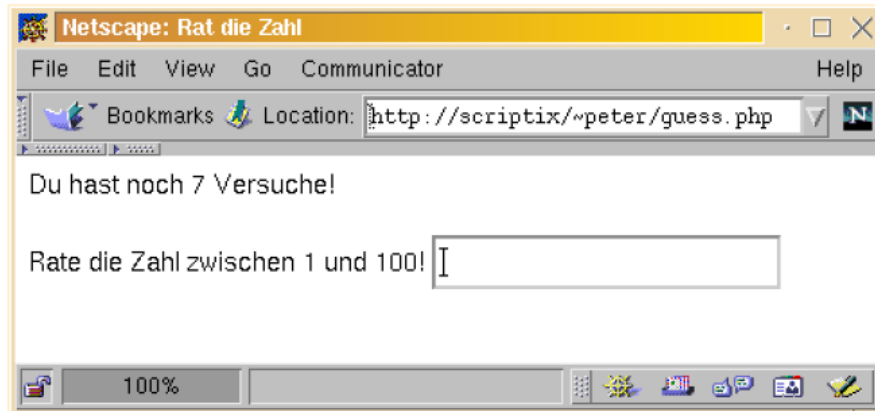 Netscape: Rat die Zahl
File Edit View Go Communicator Help
Bookmarks Location: http://scriptix/~peter/guess.php N
Du hast noch 7 Versuche!
Rate die Zahl zwischen 1 und 100!
100%